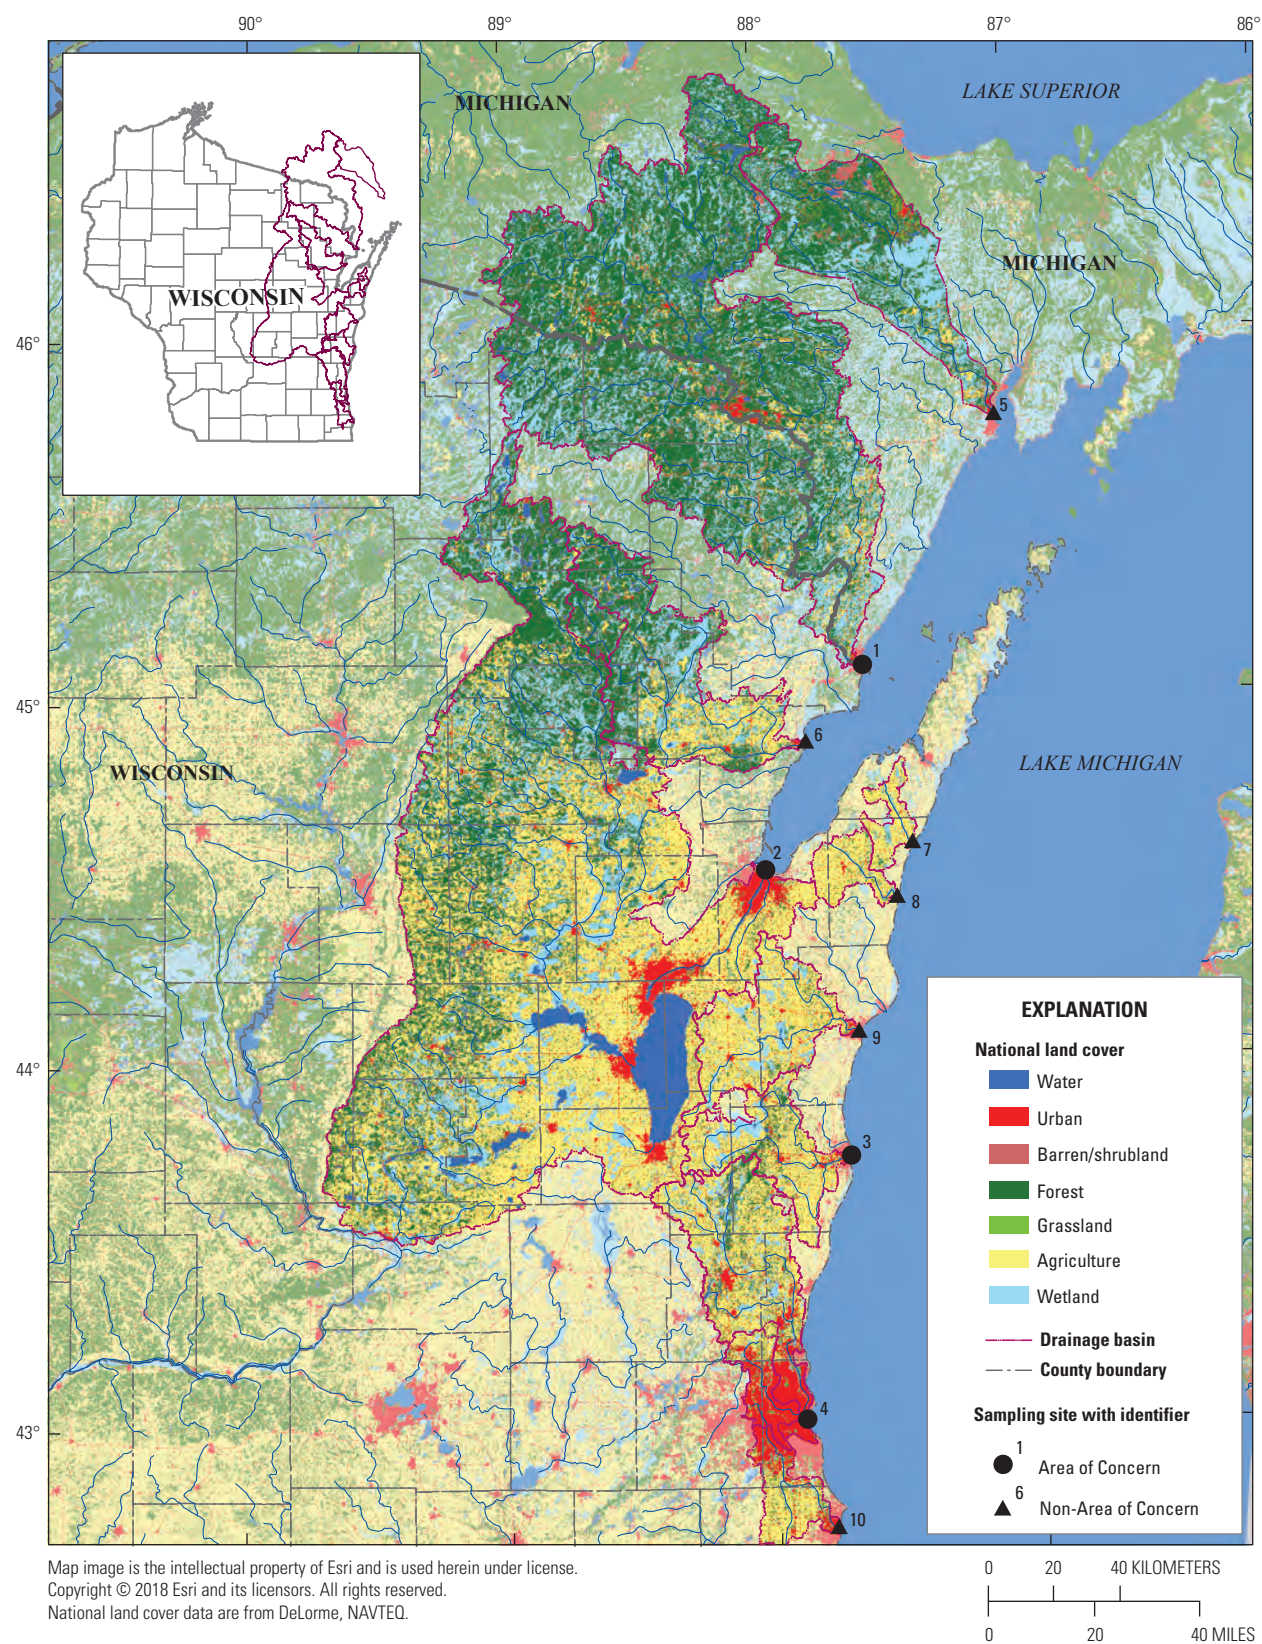 90°
89°
88°
87°
86°
LAKE SUPERIOR
MICHIGAN
MICHIGAN
WISCONSIN
46°
5
1
45°
6
WISCONSIN
LAKE MICHIGAN
2
7
8
9
44°
3
4
43°
10
EXPLANATION
National land cover
Water
Urban
Barren/shrubland
Forest
Grassland
Agriculture
Wetland
Drainage basin
County boundary
Sampling site with identifier
1
Area of Concern
6
Non-Area of Concern
Map image is the intellectual property of Esri and is used herein under license.
Copyright © 2018 Esri and its licensors. All rights reserved.
National land cover data are from DeLorme, NAVTEQ.
0 20 40 KILOMETERS
0 20 40 MILES